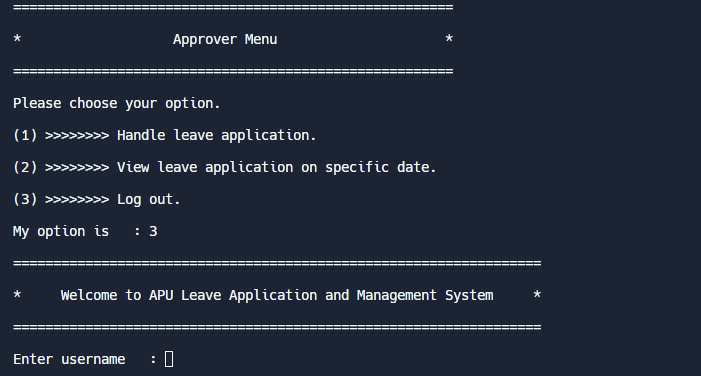 =======================================================
*                   Approver Menu                     *
=======================================================
Please choose your option.
(1) >>>>>>>> Handle leave application.
(2) >>>>>>>> View leave application on specific date.
(3) >>>>>>>> Log out.
My option is   : 3
==================================================================
*     Welcome to APU Leave Application and Management System     *
==================================================================
Enter username   :